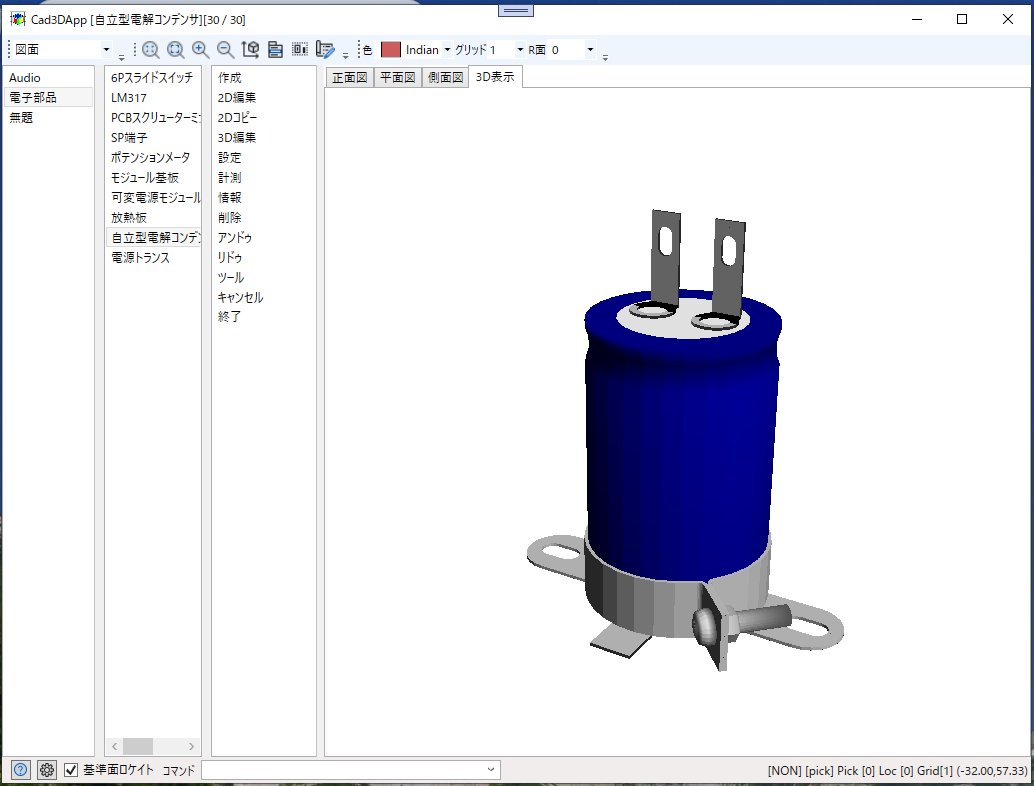 Cad3DApp [自立型電解コンデンサ][30 / 30]
図面 色 Indian グリッド 1 R面 0
Audio
電子部品
無題
6Pスライドスイッチ
LM317
PCBスクリューターミ
SP端子
ポテンションメータ
モジュール基板
可変電源モジュール
放熱板
自立型電解コンデ
電源トランス
作成
2D編集
2Dコピー
3D編集
設定
計測
情報
削除
アンドゥ
リドゥ
ツール
キャンセル
終了
正面図 平面図 側面図 3D表示
基準面ロケイト コマンド
[NON] [pick] Pick [0] Loc [0] Grid[1] (-32.00,57.33)